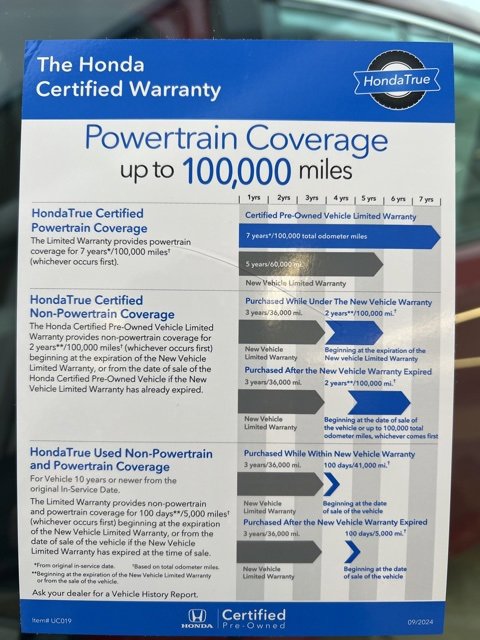 The Honda
Certified Warranty
HondaTrue
Powertrain Coverage
up to 100,000 miles
1yrs 2yrs 3yrs 4 yrs 5 yrs 6 yrs 7 yrs
HondaTrue Certified
Powertrain Coverage
The Limited Warranty provides powertrain
coverage for 7 years*/100,000 miles†
(whichever occurs first).
Certified Pre-Owned Vehicle Limited Warranty
7 years*/100,000 total odometer miles
5 years/60,000 mi.
New Vehicle Limited Warranty
HondaTrue Certified
Non-Powertrain Coverage
The Honda Certified Pre-Owned Vehicle Limited
Warranty provides non-powertrain coverage for
2 years**/100,000 miles† (whichever occurs first)
beginning at the expiration of the New Vehicle
Limited Warranty, or from the date of sale of the
Honda Certified Pre-Owned Vehicle if the New
Vehicle Limited Warranty has already expired.
Purchased While Under The New Vehicle Warranty
3 years/36,000 mi. 2 years**/100,000 mi.†
New Vehicle
Limited Warranty
Beginning at the expiration of the
New Vehicle Limited Warranty
Purchased After the New Vehicle Warranty Expired
3 years/36,000 mi. 2 years**/100,000 mi.†
New Vehicle
Limited Warranty
Beginning at the date of sale of
the vehicle or up to 100,000 total
odometer miles, whichever comes first
HondaTrue Used Non-Powertrain
and Powertrain Coverage
For Vehicle 10 years or newer from the
original In-Service Date.
The Limited Warranty provides non-powertrain
and powertrain coverage for 100 days**/5,000 miles†
(whichever occurs first) beginning at the expiration
of the New Vehicle Limited Warranty, or from the
date of sale of the vehicle if the New Vehicle
Limited Warranty has expired at the time of sale.
Purchased While Within New Vehicle Warranty
3 years/36,000 mi. 100 days/41,000 mi.†
New Vehicle
Limited Warranty
Beginning at the date
of sale of the vehicle
Purchased After the New Vehicle Warranty Expired
3 years/36,000 mi. 100 days/5,000 mi.†
New Vehicle
Limited Warranty
Beginning at the date
of sale of the vehicle
*From original in-service date. †Based on total odometer miles.
**Beginning at the expiration of the New Vehicle Limited Warranty
or from the date of sale of the vehicle.
Ask your dealer for a Vehicle History Report.
Item# UC019
HONDA
Certified
Pre-Owned
09/2024